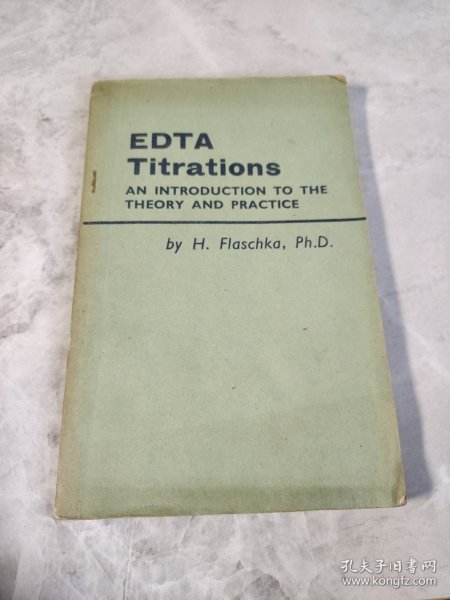 EDTA
Titrations
AN INTRODUCTION TO THE
THEORY AND PRACTICE
by H. Flaschka, Ph.D.
孔夫子旧书网
www.kongfz.com